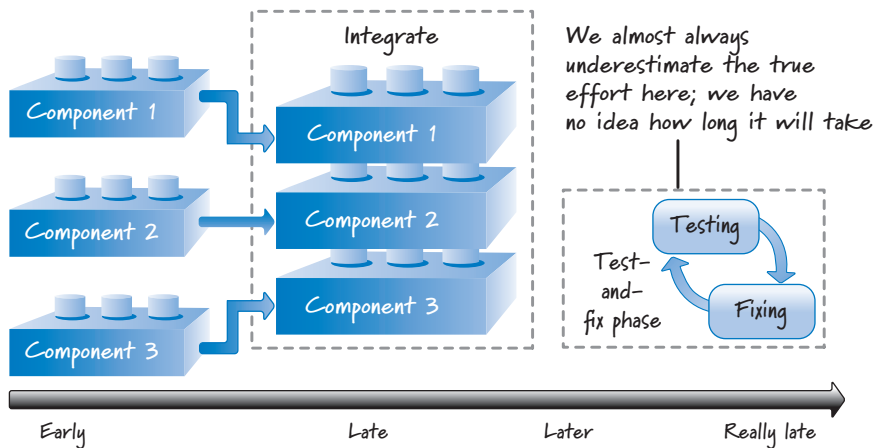 Integrate
We almost always
underestimate the true
effort here; we have
no idea how long it will take
Component 1
Component 2
Component 3
Component 1
Component 2
Component 3
Testing
Fixing
Test-
and-
fix phase
Early
Late
Later
Really late